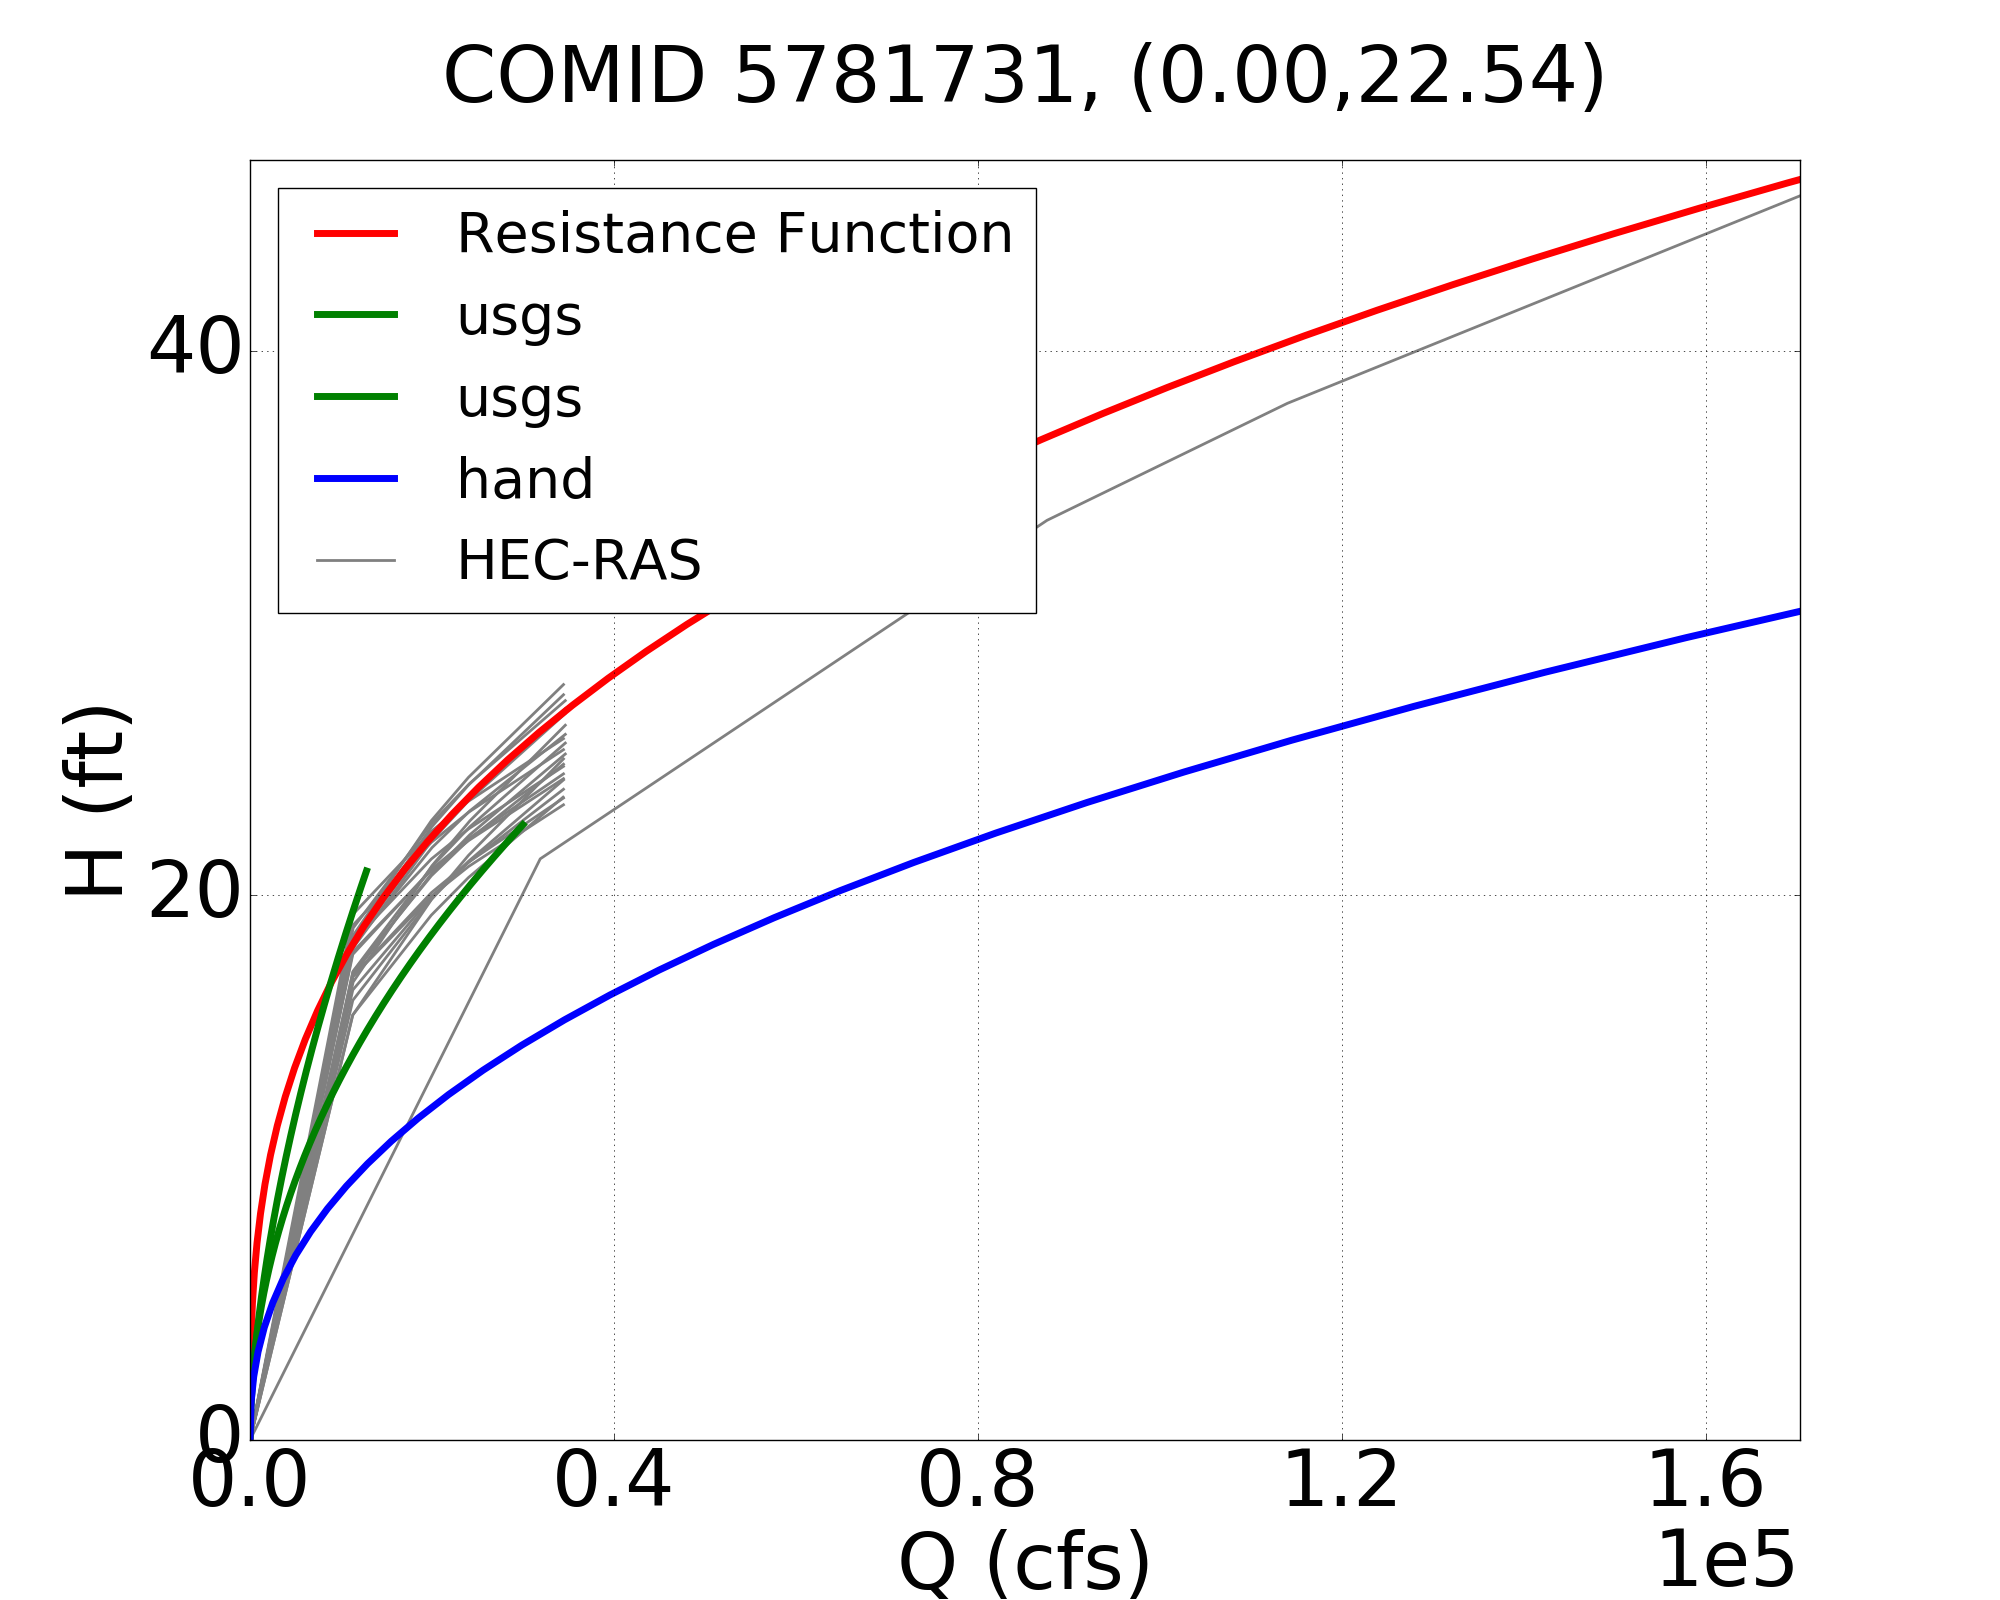 COMID 5781731, (0.00,22.54)
Resistance Function
usgs
usgs
hand
HEC-RAS
40
20
0
H (ft)
0.0 0.4 0.8 1.2 1.6
Q (cfs)
1e5